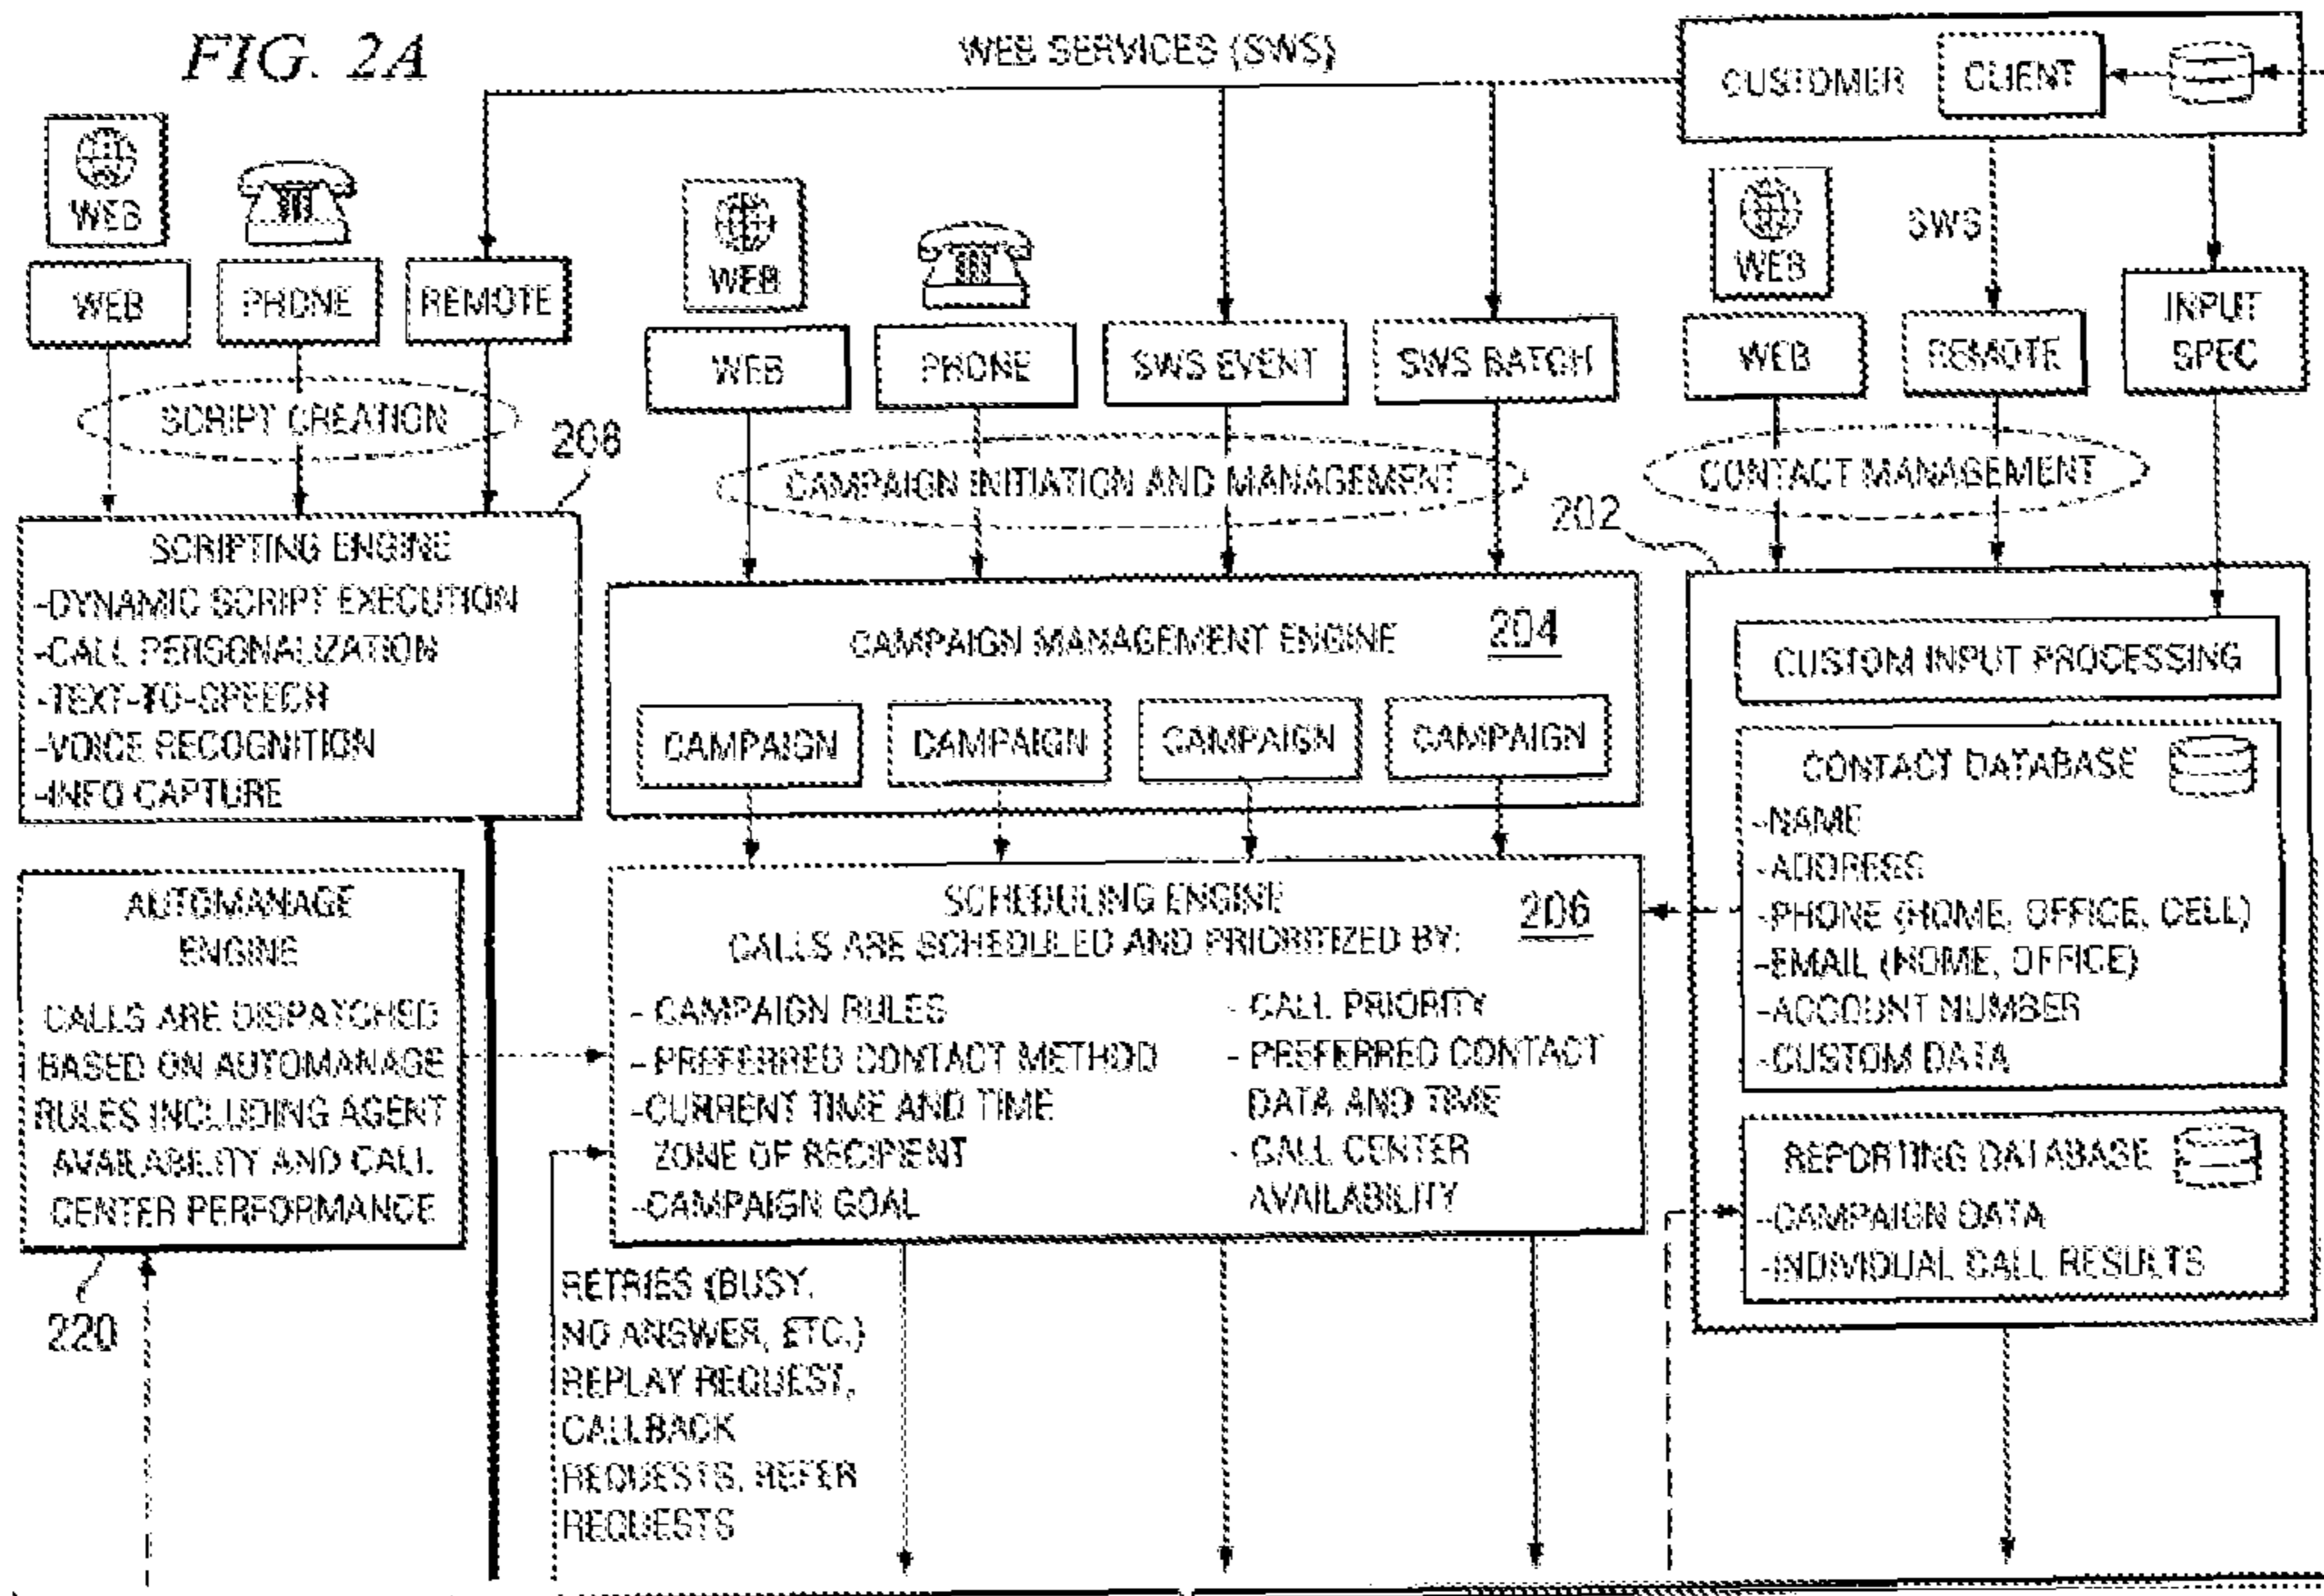 FIG. 2A
WEB SERVICES (SWS)
CUSTOMER
CLIENT
WEB
WEB
PHONE
REMOTE
SCRIPT CREATION
208
SCRIPTING ENGINE
-DYNAMIC SCRIPT EXECUTION
-CALL PERSONALIZATION
-TEXT-TO-SPEECH
-VOICE RECOGNITION
-INFO CAPTURE
WEB
WEB
PHONE
SWS EVENT
SWS BATCH
CAMPAIGN INITIATION AND MANAGEMENT
CAMPAIGN MANAGEMENT ENGINE
204
CAMPAIGN
CAMPAIGN
CAMPAIGN
CAMPAIGN
WEB
SWS
WEB
REMOTE
INPUT
SPEC
CONTACT MANAGEMENT
202
CUSTOM INPUT PROCESSING
CONTACT DATABASE
-NAME
-ADDRESS
-PHONE (HOME, OFFICE, CELL)
-EMAIL (HOME, OFFICE)
-ACCOUNT NUMBER
-CUSTOM DATA
REPORTING DATABASE
-CAMPAIGN DATA
-INDIVIDUAL CALL RESULTS
AUTOMANAGE
ENGINE
CALLS ARE DISPATCHED
BASED ON AUTOMANAGE
RULES INCLUDING AGENT
AVAILABILITY AND CALL
CENTER PERFORMANCE
220
SCHEDULING ENGINE
206
CALLS ARE SCHEDULED AND PRIORITIZED BY:
- CAMPAIGN RULES
- PREFERRED CONTACT METHOD
-CURRENT TIME AND TIME
ZONE OF RECIPIENT
-CAMPAIGN GOAL
- CALL PRIORITY
- PREFERRED CONTACT
DATA AND TIME
- CALL CENTER
AVAILABILITY
RETRIES (BUSY,
NO ANSWER, ETC.)
REPLAY REQUEST,
CALLBACK
REQUESTS, REFER
REQUESTS